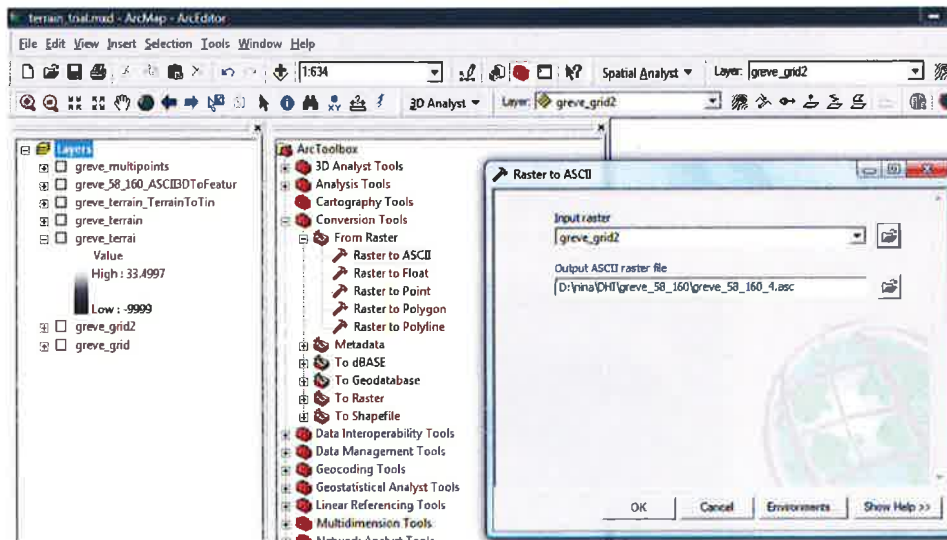 terrain_trial.mxd - ArcMap - ArcEditor
File Edit View Insert Selection Tools Window Help
1:634 Spatial Analyst Layer: greve_grid2
3D Analyst Layer: greve_grid2
Layers
greve_multipoints
greve_58_160_ASCII3DToFeatur
greve_terrain_TerrainToTin
greve_terrain
greve_terrai
Value
High : 33.4997
Low : -9999
greve_grid2
greve_grid
ArcToolbox
3D Analyst Tools
Analysis Tools
Cartography Tools
Conversion Tools
From Raster
Raster to ASCII
Raster to Float
Raster to Point
Raster to Polygon
Raster to Polyline
Metadata
To dBASE
To Geodatabase
To Raster
To Shapefile
Data Interoperability Tools
Data Management Tools
Geocoding Tools
Geostatistical Analyst Tools
Linear Referencing Tools
Multidimension Tools
Network Analyst Tools
Raster to ASCII
Input raster
greve_grid2
Output ASCII raster file
D:\nina\DHI\greve_58_160\greve_58_160_4.asc
OK Cancel Environments Show Help >>